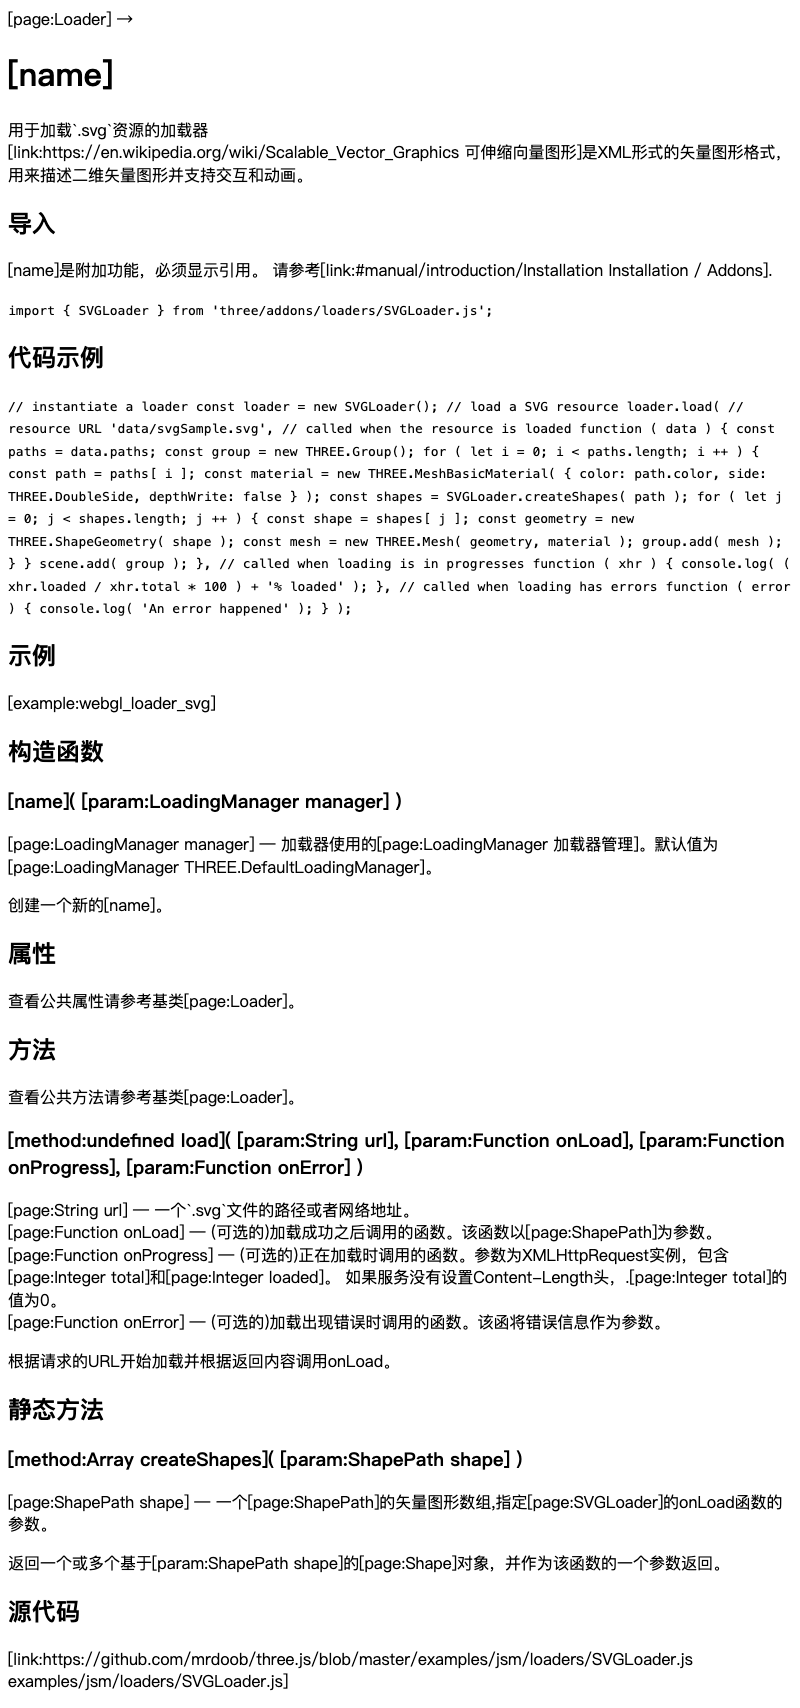 [page:Loader] →
[name]
用于加载`.svg`资源的加载器
[link:https://en.wikipedia.org/wiki/Scalable_Vector_Graphics 可伸缩向量图形]是XML形式的矢量图形格式，
用来描述二维矢量图形并支持交互和动画。
导入
[name]是附加功能，必须显示引用。 请参考[link:#manual/introduction/Installation Installation / Addons].
import { SVGLoader } from 'three/addons/loaders/SVGLoader.js';
代码示例
// instantiate a loader const loader = new SVGLoader(); // load a SVG resource loader.load( //
resource URL 'data/svgSample.svg', // called when the resource is loaded function ( data ) { const
paths = data.paths; const group = new THREE.Group(); for ( let i = 0; i < paths.length; i ++ ) {
const path = paths[ i ]; const material = new THREE.MeshBasicMaterial( { color: path.color, side:
THREE.DoubleSide, depthWrite: false } ); const shapes = SVGLoader.createShapes( path ); for ( let j
= 0; j < shapes.length; j ++ ) { const shape = shapes[ j ]; const geometry = new
THREE.ShapeGeometry( shape ); const mesh = new THREE.Mesh( geometry, material ); group.add( mesh );
} } scene.add( group ); }, // called when loading is in progresses function ( xhr ) { console.log( (
xhr.loaded / xhr.total * 100 ) + '% loaded' ); }, // called when loading has errors function ( error
) { console.log( 'An error happened' ); } );
示例
[example:webgl_loader_svg]
构造函数
[name]( [param:LoadingManager manager] )
[page:LoadingManager manager] — 加载器使用的[page:LoadingManager 加载器管理]。默认值为
[page:LoadingManager THREE.DefaultLoadingManager]。
创建一个新的[name]。
属性
查看公共属性请参考基类[page:Loader]。
方法
查看公共方法请参考基类[page:Loader]。
[method:undefined load]( [param:String url], [param:Function onLoad], [param:Function
onProgress], [param:Function onError] )
[page:String url] — 一个`.svg`文件的路径或者网络地址。
[page:Function onLoad] — (可选的)加载成功之后调用的函数。该函数以[page:ShapePath]为参数。
[page:Function onProgress] — (可选的)正在加载时调用的函数。参数为XMLHttpRequest实例，包含
[page:Integer total]和[page:Integer loaded]。 如果服务没有设置Content-Length头，.[page:Integer total]的
值为0。
[page:Function onError] — (可选的)加载出现错误时调用的函数。该函将错误信息作为参数。
根据请求的URL开始加载并根据返回内容调用onLoad。
静态方法
[method:Array createShapes]( [param:ShapePath shape] )
[page:ShapePath shape] — 一个[page:ShapePath]的矢量图形数组,指定[page:SVGLoader]的onLoad函数的
参数。
返回一个或多个基于[param:ShapePath shape]的[page:Shape]对象，并作为该函数的一个参数返回。
源代码
[link:https://github.com/mrdoob/three.js/blob/master/examples/jsm/loaders/SVGLoader.js
examples/jsm/loaders/SVGLoader.js]